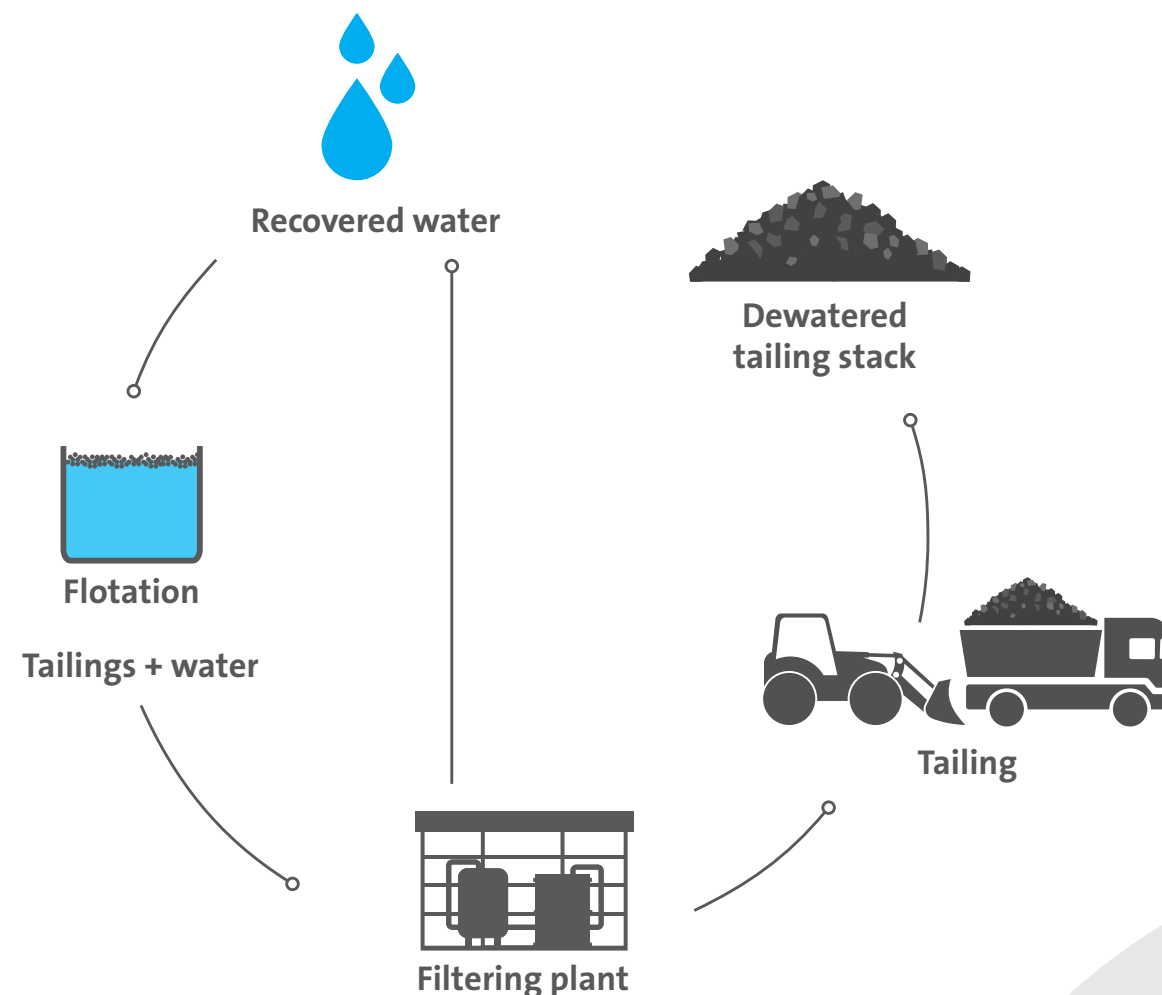 Recovered water
Dewatered
tailing stack
Flotation
Tailings + water
Tailing
Filtering plant